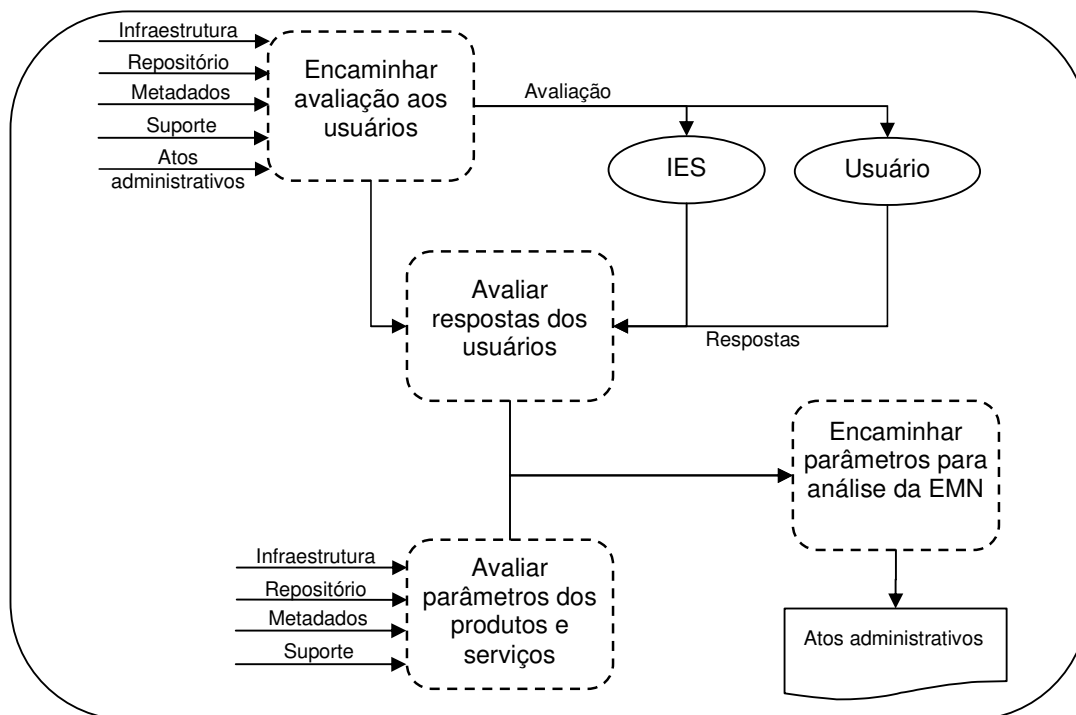 Infraestrutura
Repositório
Metadados
Suporte
Atos
administrativos
Encaminhar
avaliação aos
usuários
Avaliação
IES
Usuário
Avaliar
respostas dos
usuários
Respostas
Encaminhar
parâmetros para
análise da EMN
Infraestrutura
Repositório
Metadados
Suporte
Avaliar
parâmetros dos
produtos e
serviços
Atos administrativos